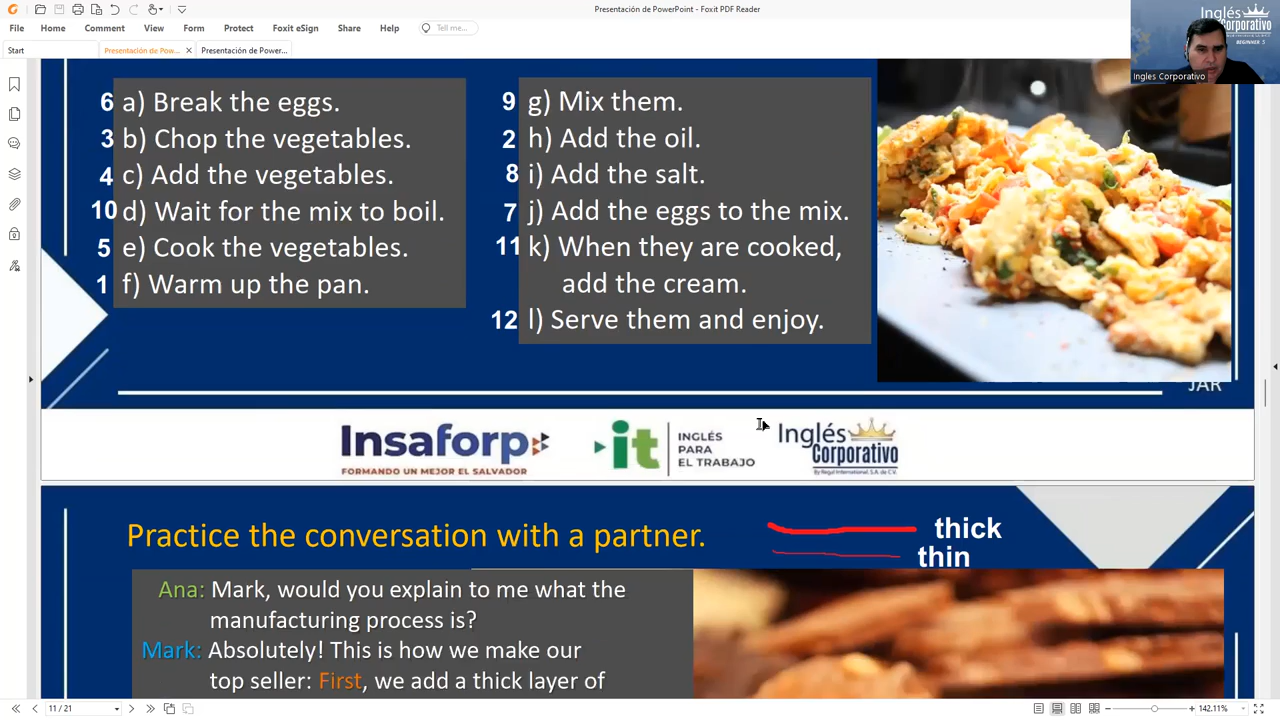 Presentación de PowerPoint - Foxit PDF Reader
File Home Comment View Form Protect Foxit eSign Share Help Tell me...
Start Presentación de Pow... Presentación de Power...
Inglés
Corporativo
BEGINNER 5
Ingles Corporativo
6 a) Break the eggs.
3 b) Chop the vegetables.
4 c) Add the vegetables.
10 d) Wait for the mix to boil.
5 e) Cook the vegetables.
1 f) Warm up the pan.
9 g) Mix them.
2 h) Add the oil.
8 i) Add the salt.
7 j) Add the eggs to the mix.
11 k) When they are cooked,
add the cream.
12 l) Serve them and enjoy.
JAR
Insaforp
FORMANDO UN MEJOR EL SALVADOR
it
INGLÉS
PARA
EL TRABAJO
Inglés
Corporativo
By Regal International, S.A. de C.V.
Practice the conversation with a partner.
thick
thin
Ana: Mark, would you explain to me what the
manufacturing process is?
Mark: Absolutely! This is how we make our
top seller: First, we add a thick layer of
11 / 21
142.11%